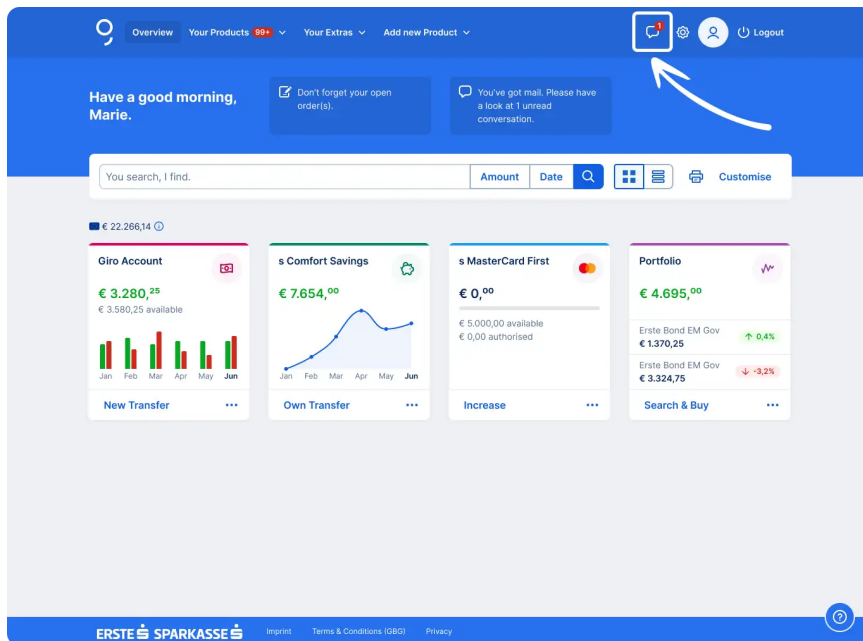 Overview
Your Products 99+
Your Extras
Add new Product
1
Logout
Have a good morning,
Marie.
Don't forget your open
order(s).
You've got mail. Please have
a look at 1 unread
conversation.
You search, I find.
Amount
Date
Customise
€ 22.266,14
Giro Account
€ 3.280,25
€ 3.580,25 available
Jan Feb Mar Apr May Jun
New Transfer
s Comfort Savings
€ 7.654,00
Jan Feb Mar Apr May Jun
Own Transfer
s MasterCard First
€ 0,00
€ 5.000,00 available
€ 0,00 authorised
Increase
Portfolio
€ 4.695,00
Erste Bond EM Gov
€ 1.370,25
0,4%
Erste Bond EM Gov
€ 3.324,75
-3,2%
Search & Buy
ERSTE SPARKASSE
Imprint
Terms & Conditions (GBG)
Privacy